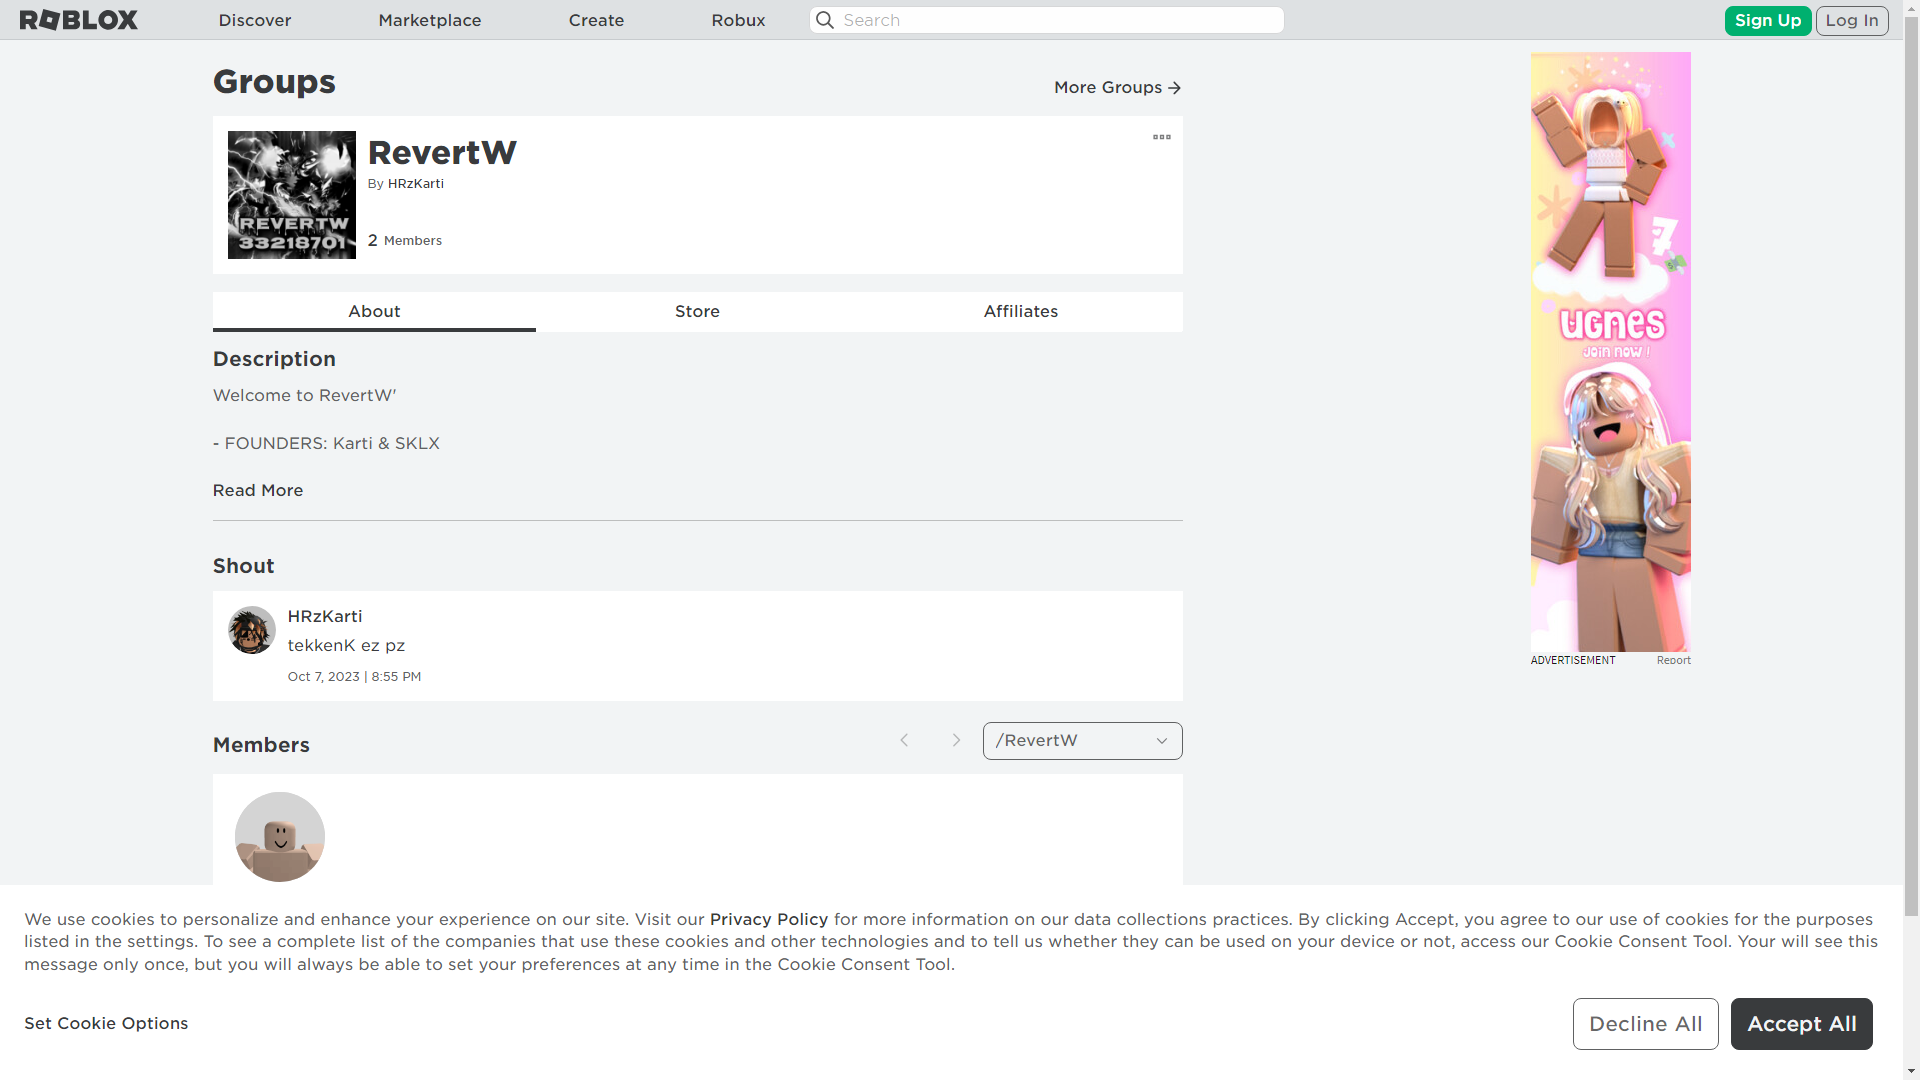 ROBLOX
Discover
Marketplace
Create
Robux
Search
Sign Up
Log In
Groups
More Groups
REVERTW
33218701
RevertW
By HRzKarti
2 Members
About
Store
Affiliates
Description
Welcome to RevertW'
- FOUNDERS: Karti & SKLX
Read More
Shout
HRzKarti
tekkenK ez pz
Oct 7, 2023 | 8:55 PM
Members
/RevertW
UGNES
JOIN NOW !
ADVERTISEMENT
Report
We use cookies to personalize and enhance your experience on our site. Visit our Privacy Policy for more information on our data collections practices. By clicking Accept, you agree to our use of cookies for the purposes
listed in the settings. To see a complete list of the companies that use these cookies and other technologies and to tell us whether they can be used on your device or not, access our Cookie Consent Tool. Your will see this
message only once, but you will always be able to set your preferences at any time in the Cookie Consent Tool.
Set Cookie Options
Decline All
Accept All